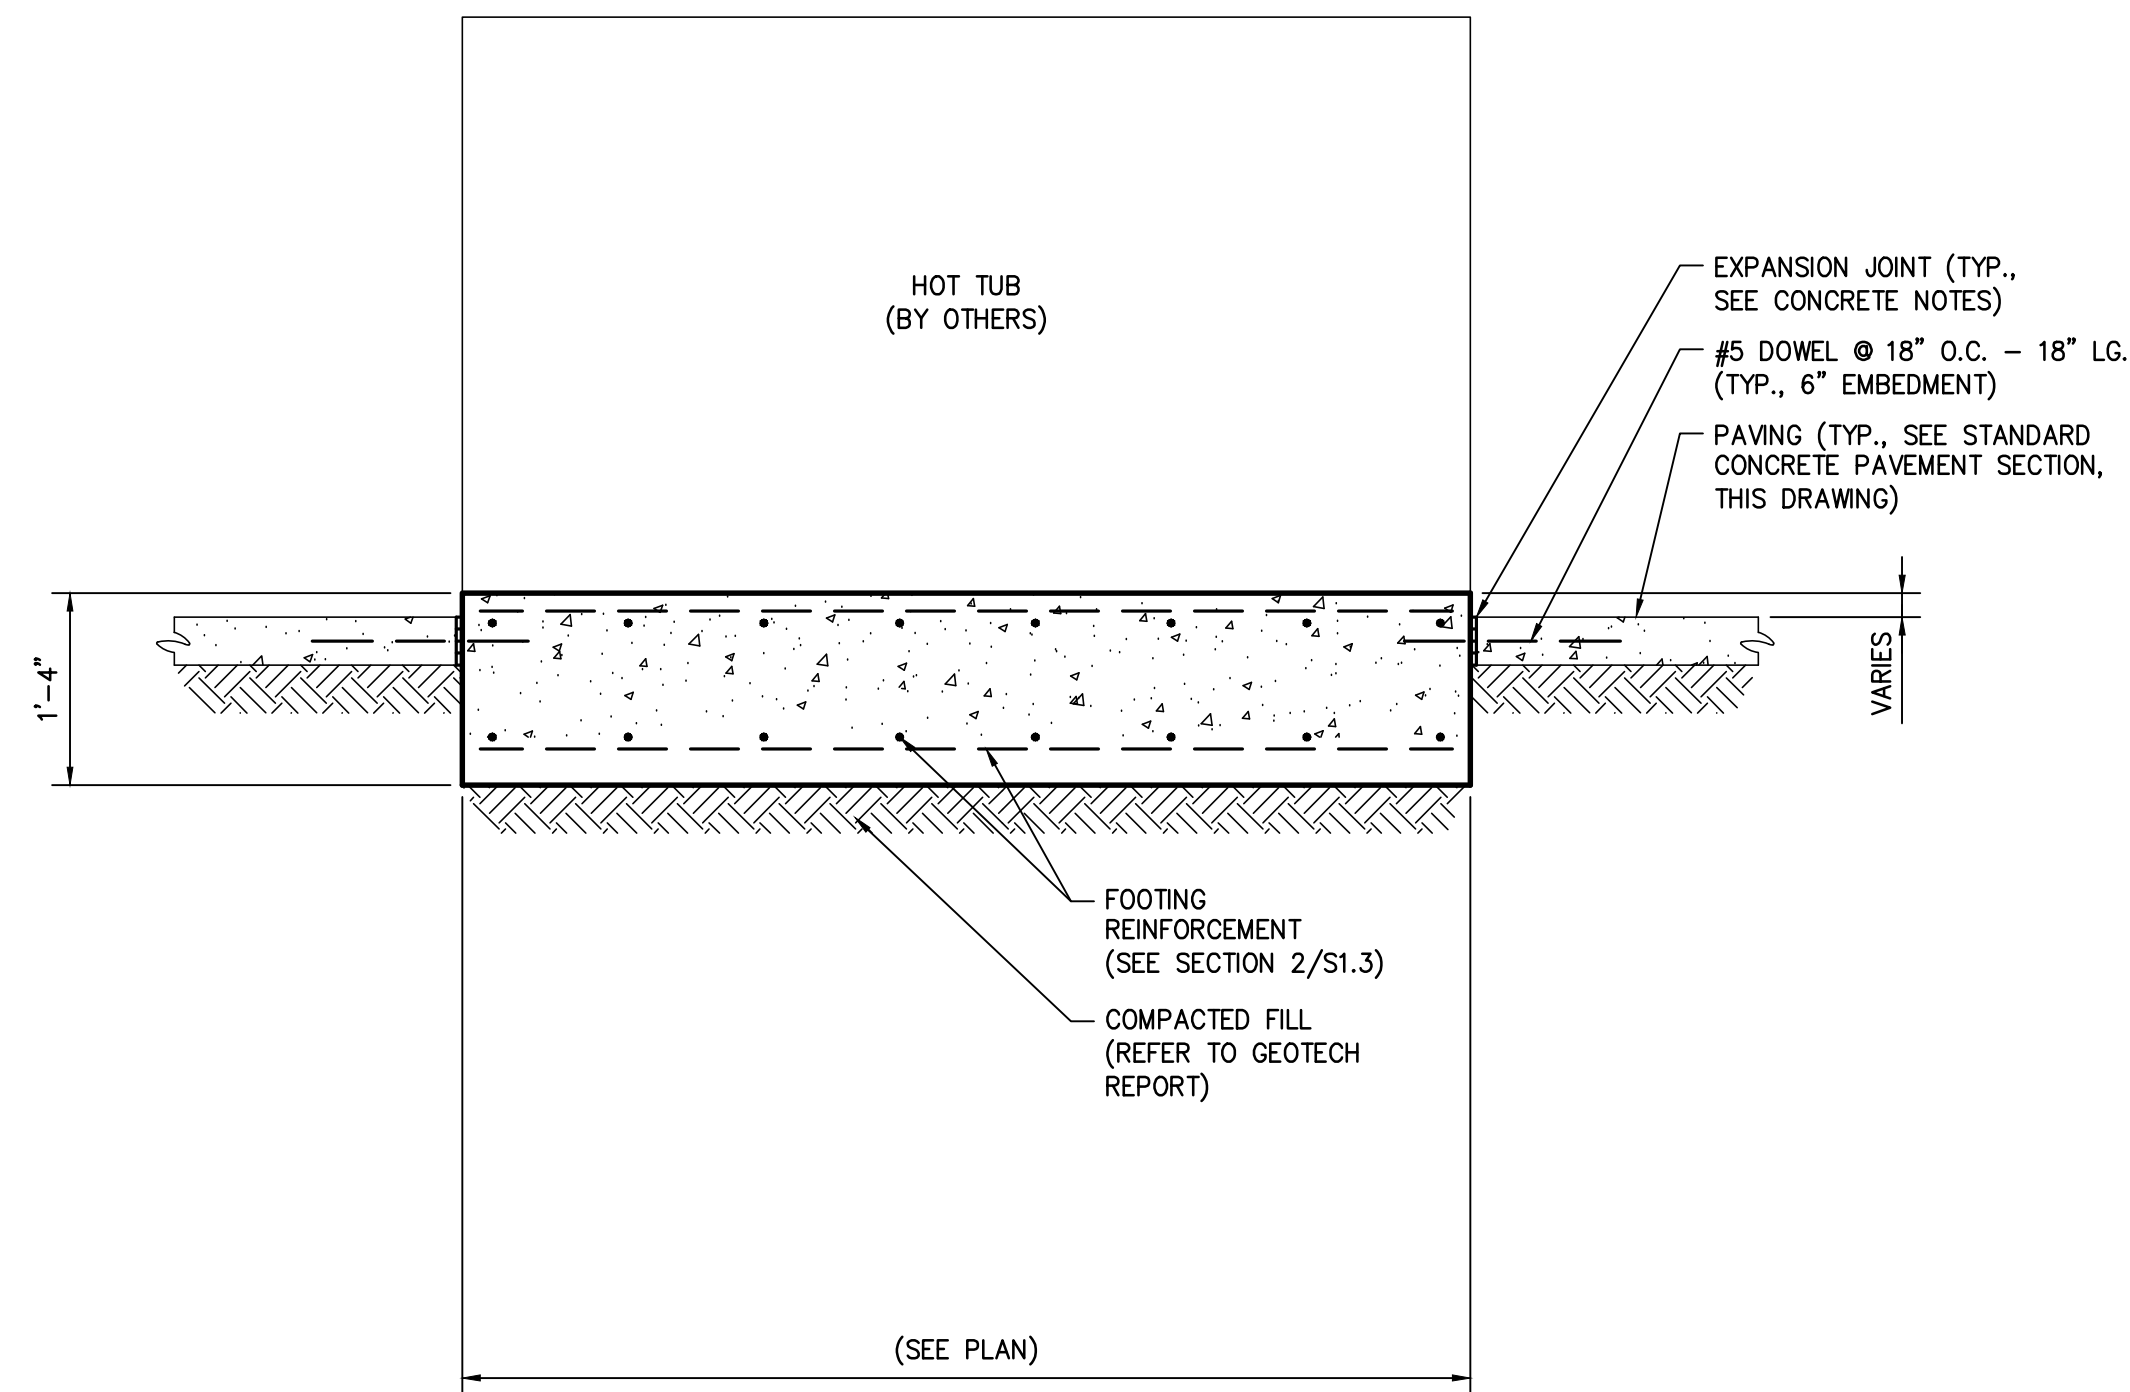 HOT TUB
(BY OTHERS)
EXPANSION JOINT (TYP.,
SEE CONCRETE NOTES)
#5 DOWEL @ 18” O.C. – 18” LG.
(TYP., 6” EMBEDMENT)
PAVING (TYP., SEE STANDARD
CONCRETE PAVEMENT SECTION,
THIS DRAWING)
1’–4”
VARIES
FOOTING
REINFORCEMENT
(SEE SECTION 2/S1.3)
COMPACTED FILL
(REFER TO GEOTECH
REPORT)
(SEE PLAN)